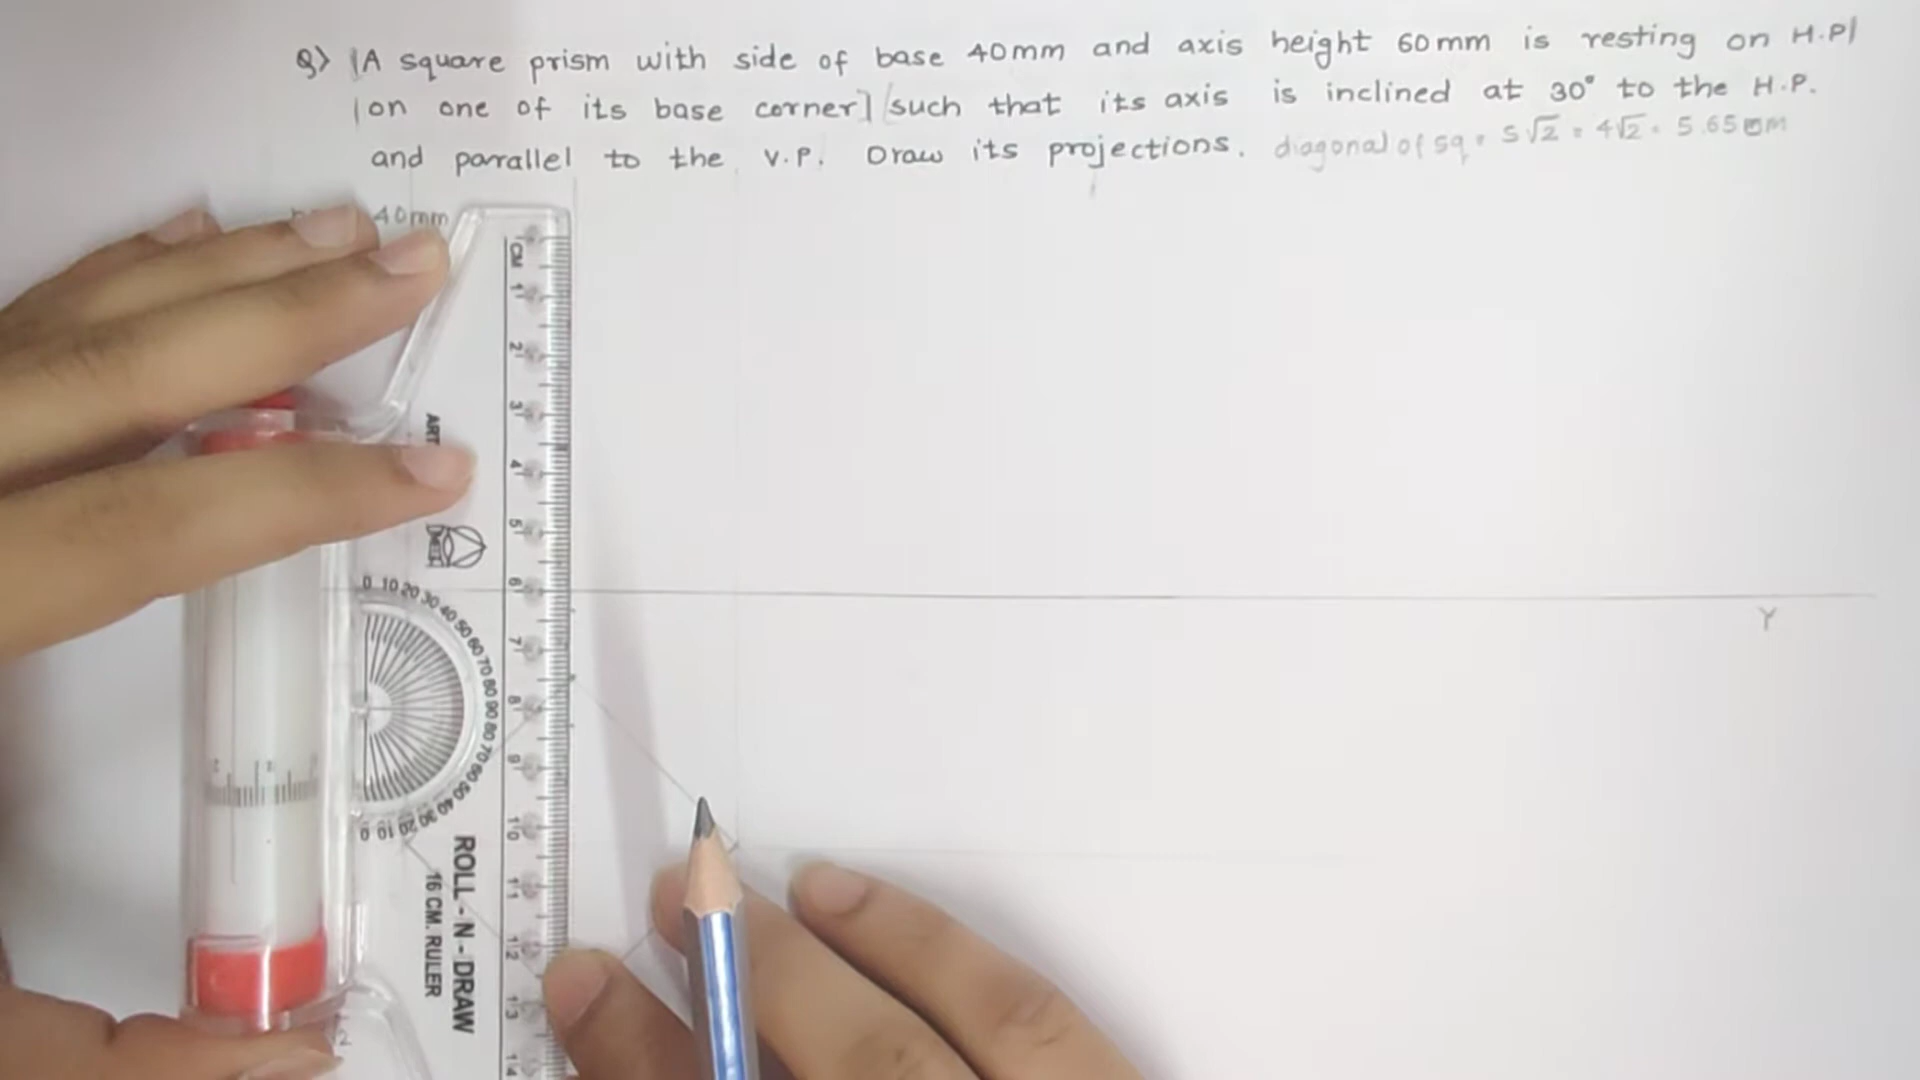 Q) A square prism with side of base 40mm and axis height 60mm is resting on H.P
[on one of its base corner] such that its axis is inclined at 30° to the H.P.
and parrallel to the V.P. Draw its projections. diagonal of sq = s√2 = 4√2 = 5.65
40mm
CM 1 2 3 4 5 6 7 8 9 10 11 12 13 14
ART
0 10 20 30 40 50 60 70 80 90 80 70 60 50 40 30 20 10 0
Y
ROLL-N-DRAW
16 CM. RULER